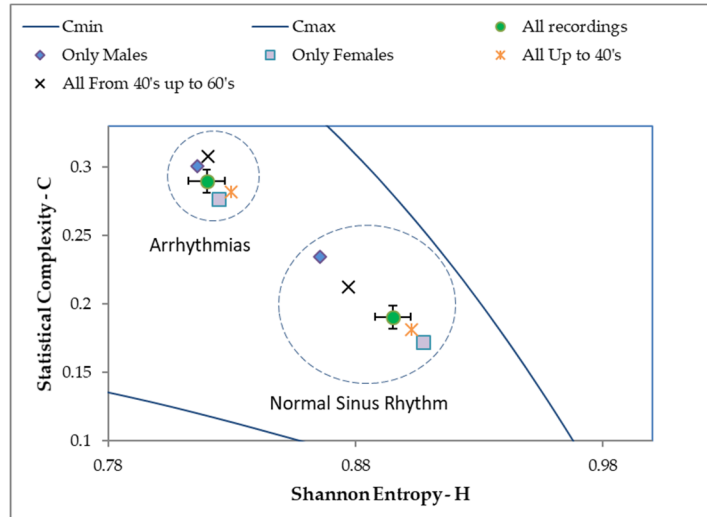 Cmin Cmax All recordings
Only Males Only Females All Up to 40's
All From 40's up to 60's
Statistical Complexity - C
0.3
0.25
0.2
0.15
0.1
Arrhythmias
Normal Sinus Rhythm
0.78 0.88 0.98
Shannon Entropy - H